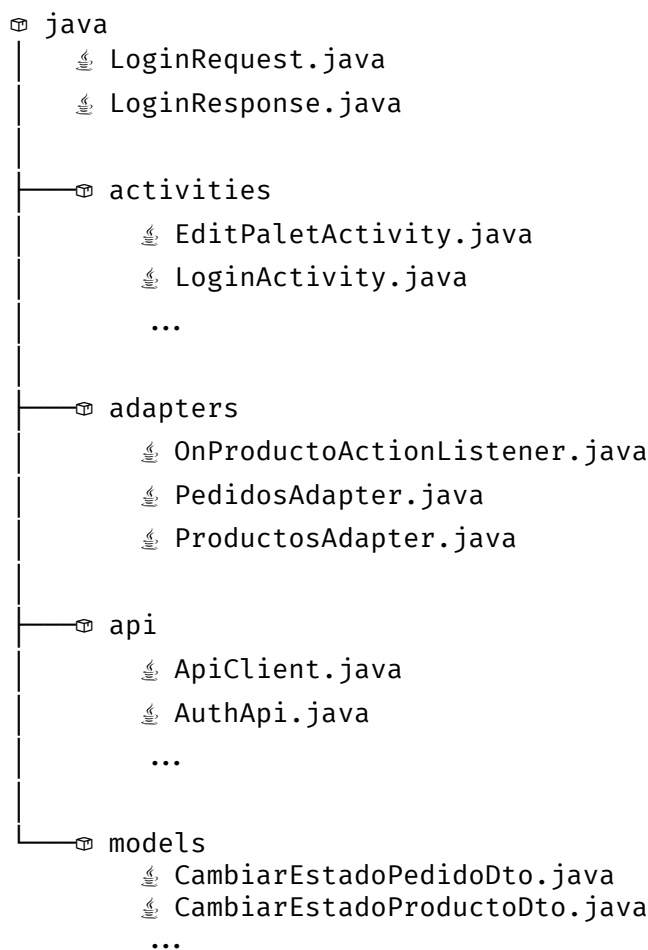 java
LoginRequest.java
LoginResponse.java
activities
EditPaletActivity.java
LoginActivity.java
...
adapters
OnProductoActionListener.java
PedidosAdapter.java
ProductosAdapter.java
api
ApiClient.java
AuthApi.java
...
models
CambiarEstadoPedidoDto.java
CambiarEstadoProductoDto.java
...